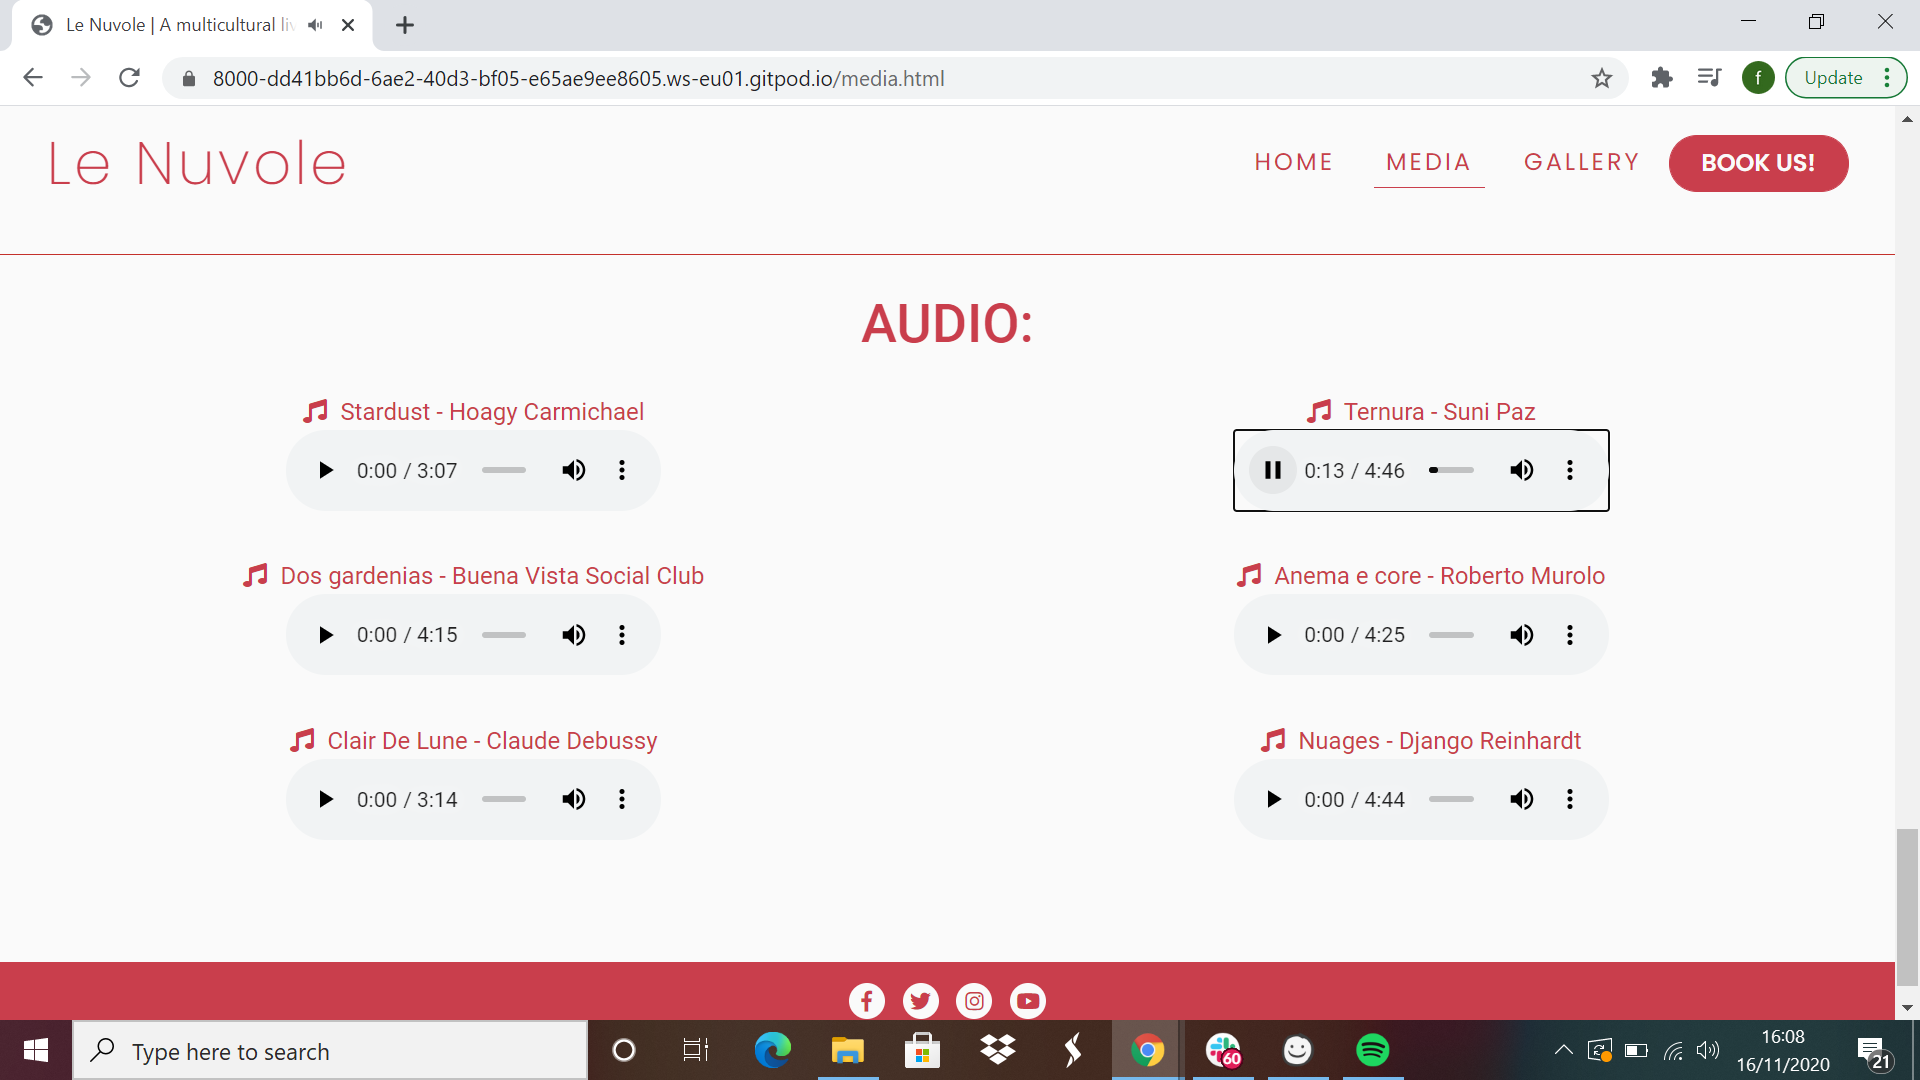 Le Nuvole | A multicultural li
8000-dd41bb6d-6ae2-40d3-bf05-e65ae9ee8605.ws-eu01.gitpod.io/media.html
f
Update
Le Nuvole
HOME
MEDIA
GALLERY
BOOK US!
AUDIO:
Stardust - Hoagy Carmichael
0:00 / 3:07
Ternura - Suni Paz
0:13 / 4:46
Dos gardenias - Buena Vista Social Club
0:00 / 4:15
Anema e core - Roberto Murolo
0:00 / 4:25
Clair De Lune - Claude Debussy
0:00 / 3:14
Nuages - Django Reinhardt
0:00 / 4:44
Type here to search
60
16:08
16/11/2020
21